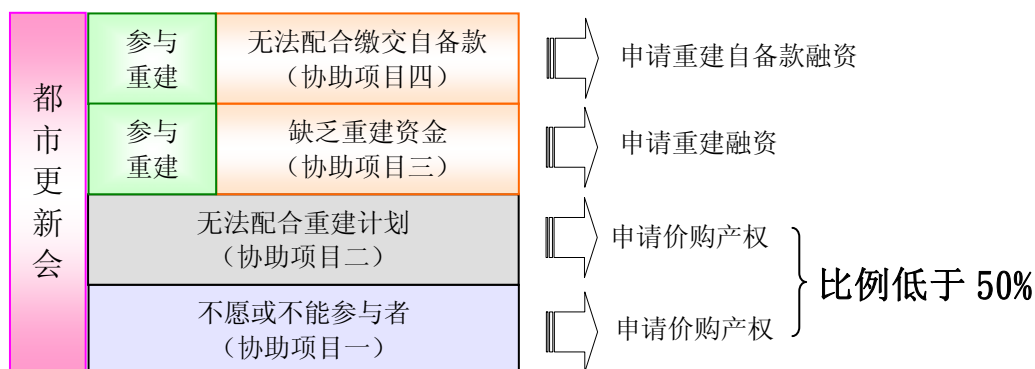 都市更新会
参与
重建
无法配合缴交自备款
（协助项目四）
申请重建自备款融资
参与
重建
缺乏重建资金
（协助项目三）
申请重建融资
无法配合重建计划
（协助项目二）
申请价购产权
不愿或不能参与者
（协助项目一）
申请价购产权
比例低于 50%